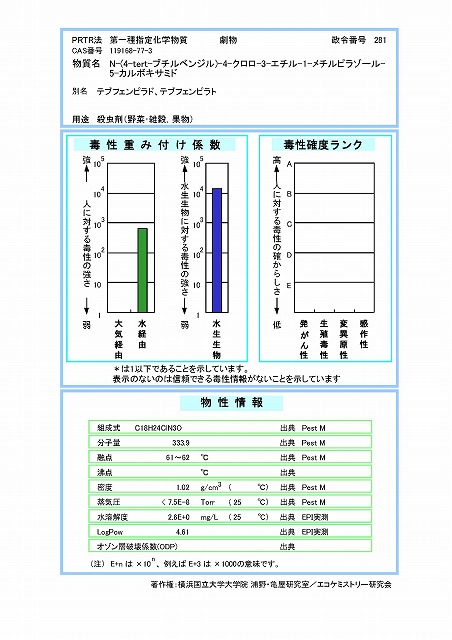 PRTR法 第一種指定化学物質 劇物 政令番号 281
CAS番号 119168-77-3
物質名 N-(4-tert-ブチルベンジル)-4-クロロ-3-エチル-1-メチルピラゾール-
5-カルボキサミド
別名 テブフェンピラド、テブフェンピラト
用途 殺虫剤(野菜・雑穀、果物)
毒性重み付け係数
強 10^5 10^4 10^3 10^2 10 1 弱
人に対する毒性の強さ
大気経由
水経由
強 10^5 10^4 10^3 10^2 10 1 弱
水生生物に対する毒性の強さ
水生生物
毒性確度ランク
高 A B C D E 低
人に対する毒性の確からしさ
発がん性
生殖毒性
変異原性
感作性
*は1以下であることを示しています。
表示のないのは信頼できる毒性情報がないことを示しています
物性情報
組成式 C18H24ClN3O 出典 Pest M
分子量 333.9 出典 Pest M
融点 61~62 ℃ 出典 Pest M
沸点 ℃ 出典
密度 1.02 g/cm3 ( ℃) 出典 Pest M
蒸気圧 <7.5E-8 Torr (25 ℃) 出典 Pest M
水溶解度 2.6E+0 mg/L (25 ℃) 出典 EPI実測
LogPow 4.61 出典 EPI実測
オゾン層破壊係数(ODP) 出典
(注) E+n は ×10^n、例えば E+3 は ×1000の意味です。
著作権:横浜国立大学大学院 浦野・亀屋研究室/エコケミストリー研究会